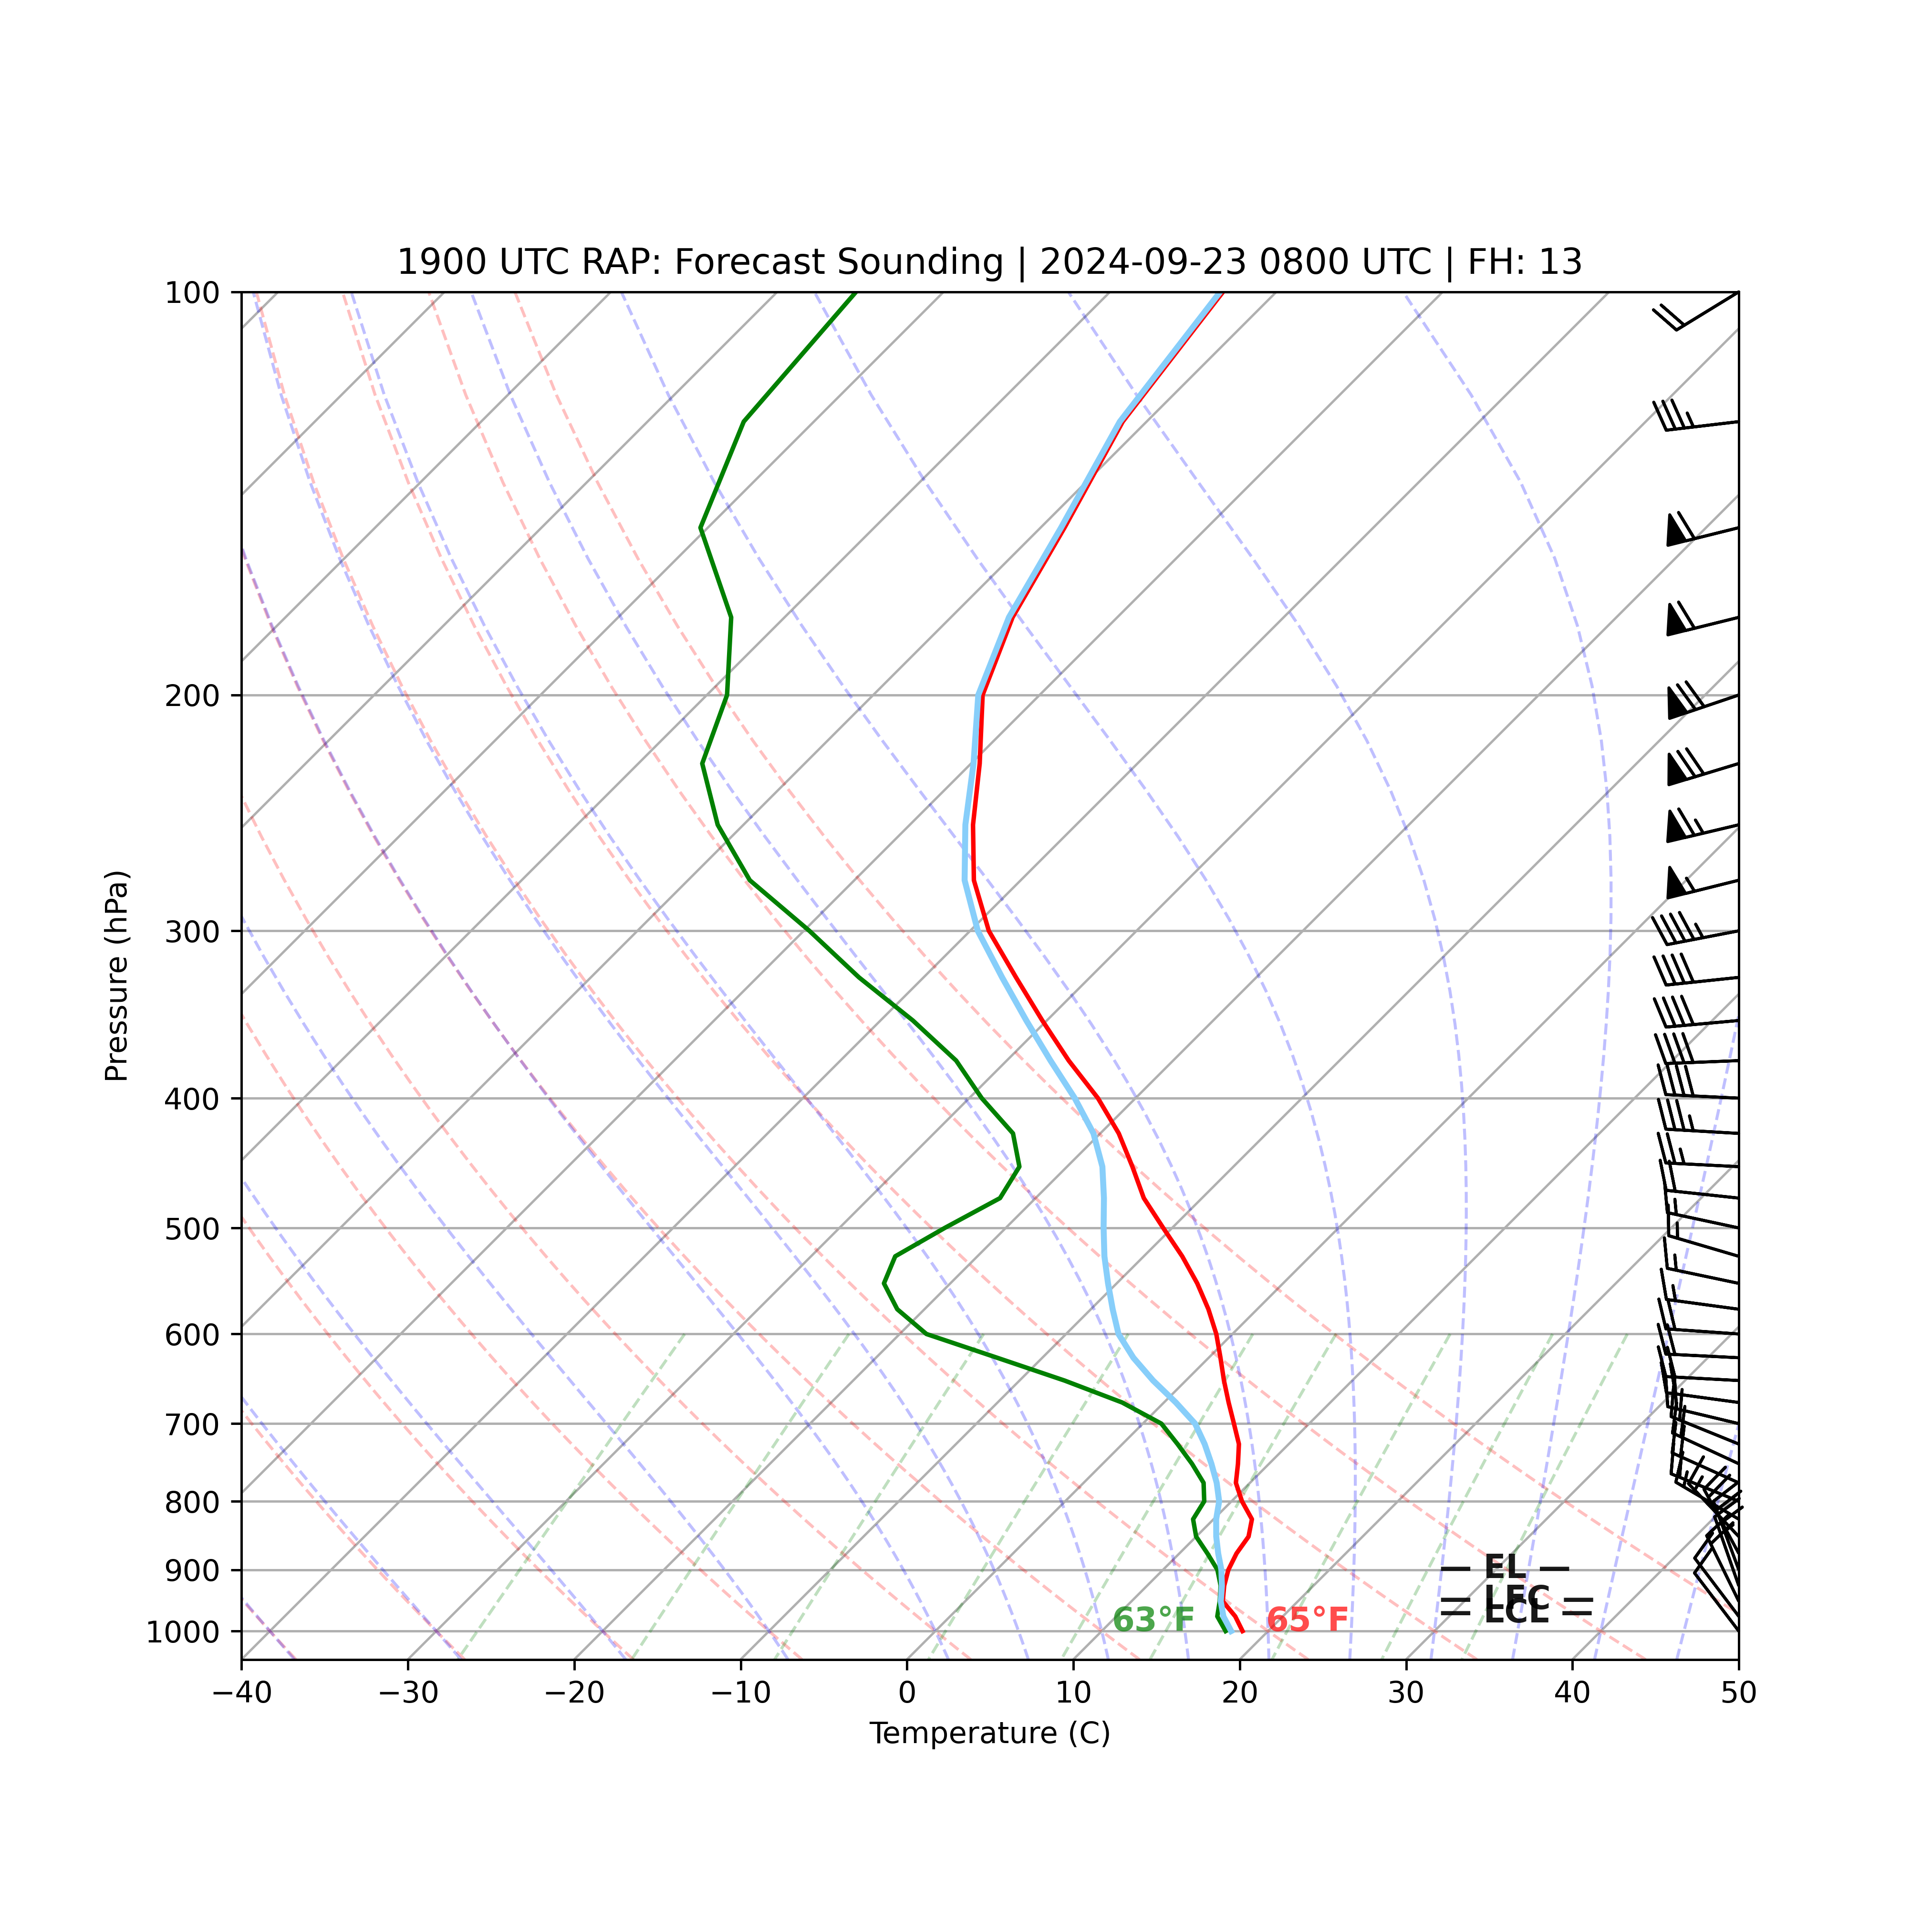 1900 UTC RAP: Forecast Sounding | 2024-09-23 0800 UTC | FH: 13
100
200
300
400
500
600
700
800
900
1000
Pressure (hPa)
— EL —
— LFC —
— LCL —
63°F 65°F
−40 −30 −20 −10 0 10 20 30 40 50
Temperature (C)